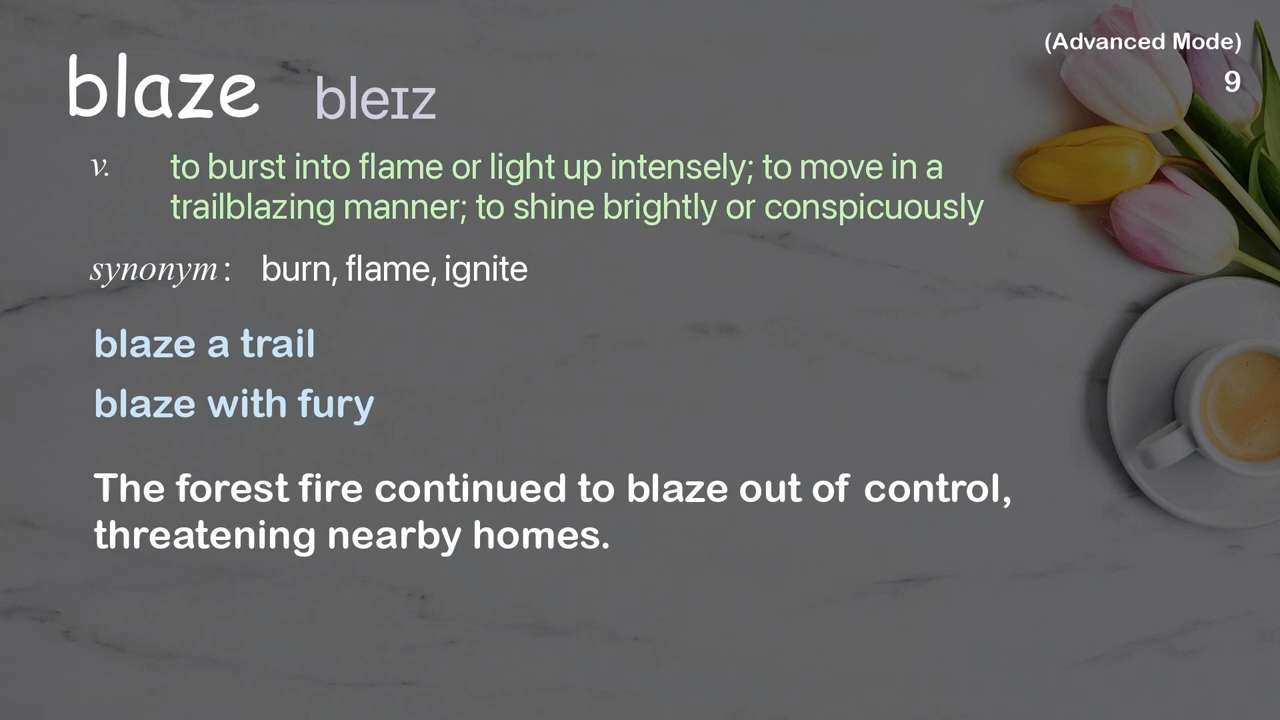 (Advanced Mode)
9
blaze bleɪz
v. to burst into flame or light up intensely; to move in a
trailblazing manner; to shine brightly or conspicuously
synonym: burn, flame, ignite
blaze a trail
blaze with fury
The forest fire continued to blaze out of control,
threatening nearby homes.